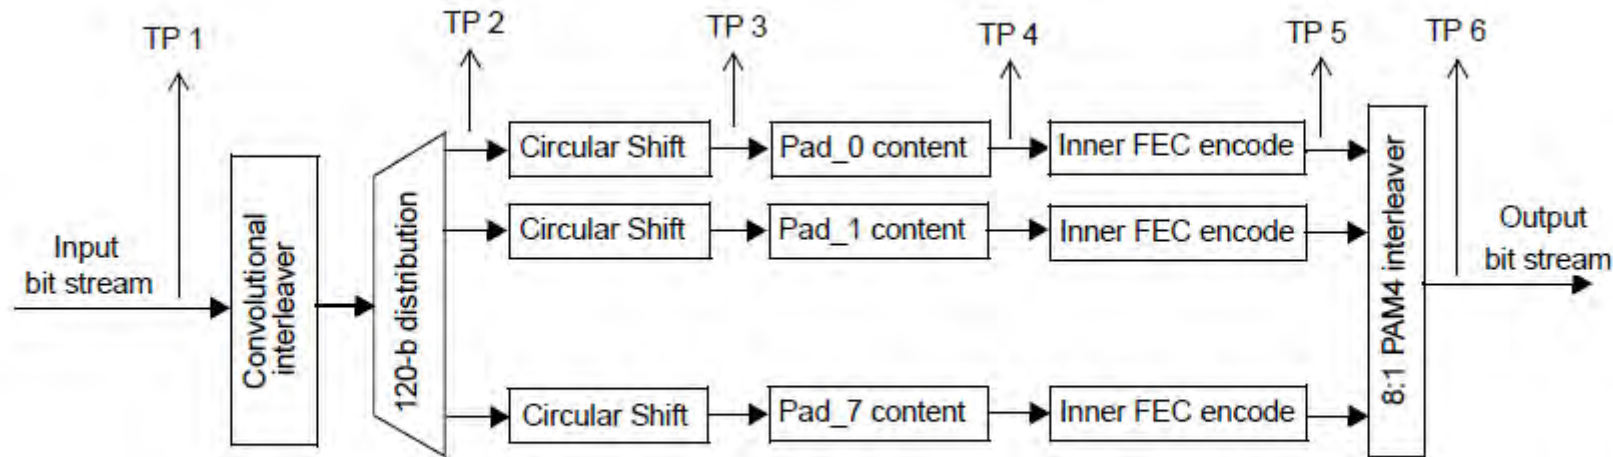 TP 1
TP 2
TP 3
TP 4
TP 5
TP 6
Input
bit stream
Convolutional
interleaver
120-b distribution
Circular Shift
Pad_0 content
Inner FEC encode
Circular Shift
Pad_1 content
Inner FEC encode
Circular Shift
Pad_7 content
Inner FEC encode
8:1 PAM4 interleaver
Output
bit stream